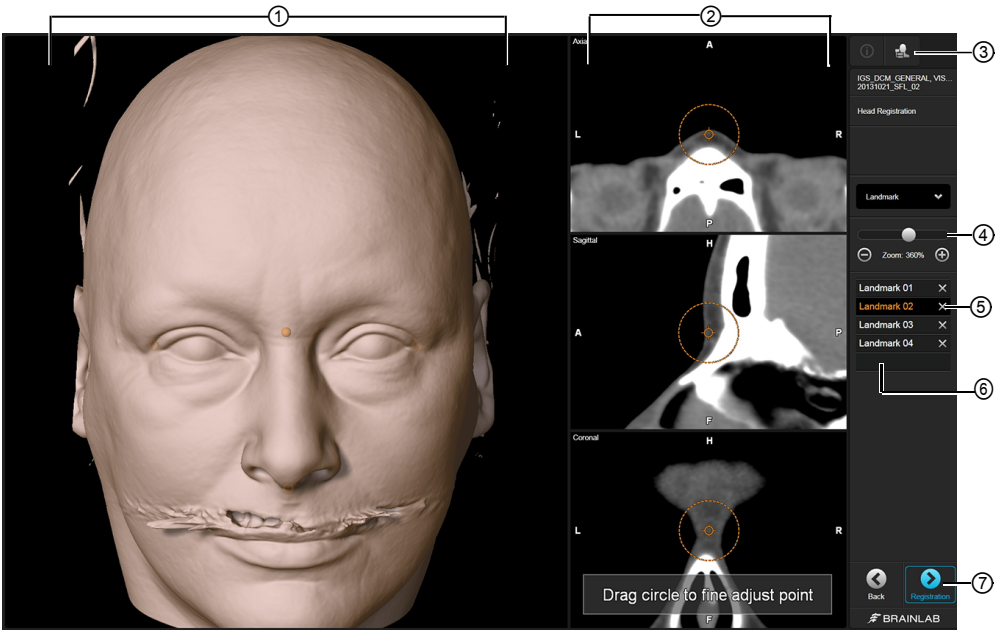 1
2
3
4
5
6
7
Axial
A
L
R
P
Sagittal
H
A
P
F
Coronal
H
L
R
Drag circle to fine adjust point
F
IGS_DCM_GENERAL, VIS...
20131021_SFL_02
Head Registration
Landmark
Zoom: 360%
Landmark 01
Landmark 02
Landmark 03
Landmark 04
Back
Registration
BRAINLAB